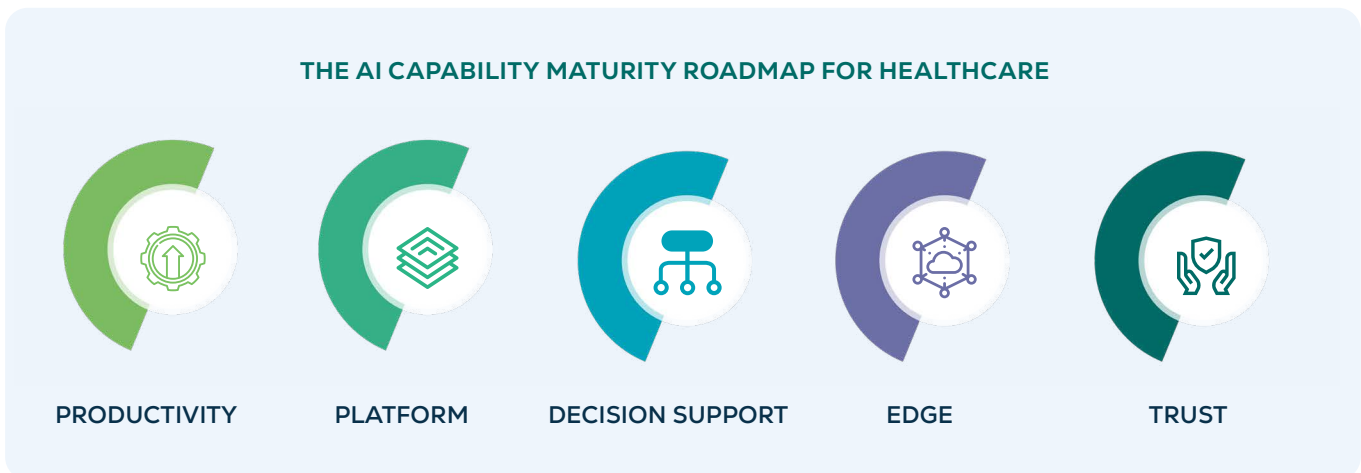 THE AI CAPABILITY MATURITY ROADMAP FOR HEALTHCARE
PRODUCTIVITY
PLATFORM
DECISION SUPPORT
EDGE
TRUST